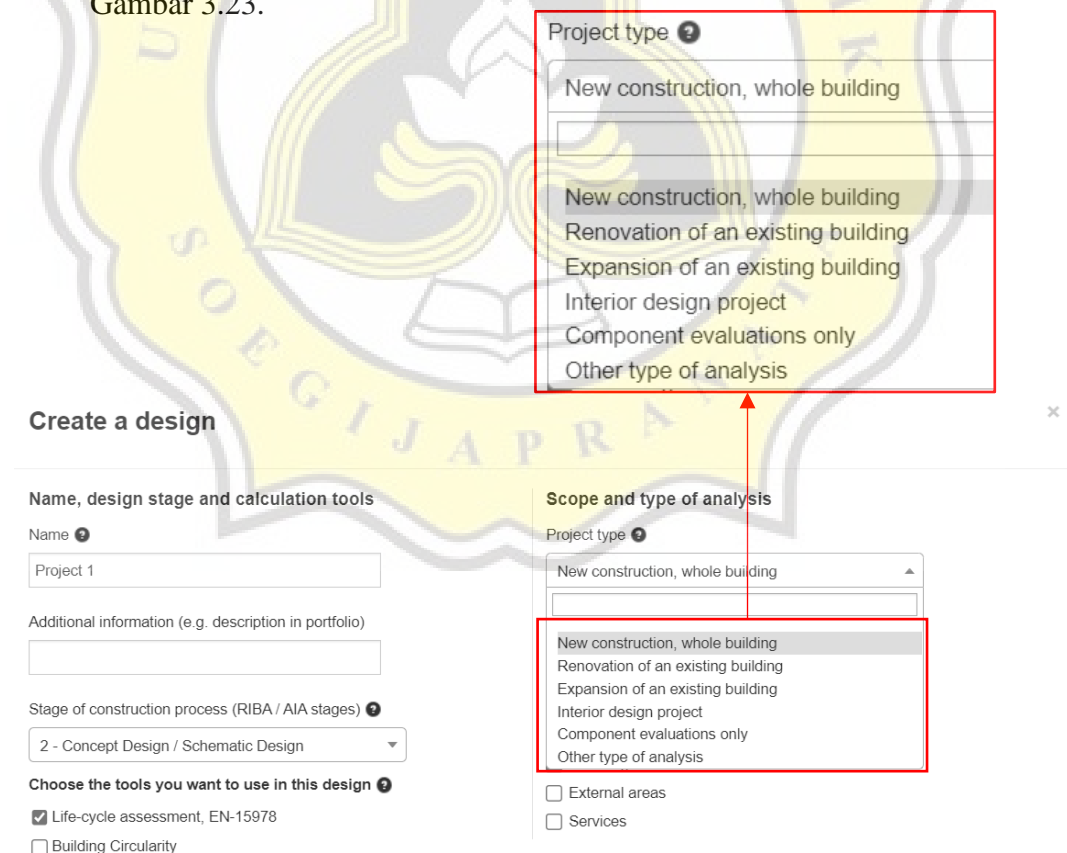 Gambar 3.23.
Project type
New construction, whole building
New construction, whole building
Renovation of an existing building
Expansion of an existing building
Interior design project
Component evaluations only
Other type of analysis
SOEGIJAPRANATA
Create a design
×
Name, design stage and calculation tools
Name
Project 1
Additional information (e.g. description in portfolio)
Stage of construction process (RIBA / AIA stages)
2 - Concept Design / Schematic Design
Choose the tools you want to use in this design
Life-cycle assessment, EN-15978
Building Circularity
Scope and type of analysis
Project type
New construction, whole building
New construction, whole building
Renovation of an existing building
Expansion of an existing building
Interior design project
Component evaluations only
Other type of analysis
External areas
Services